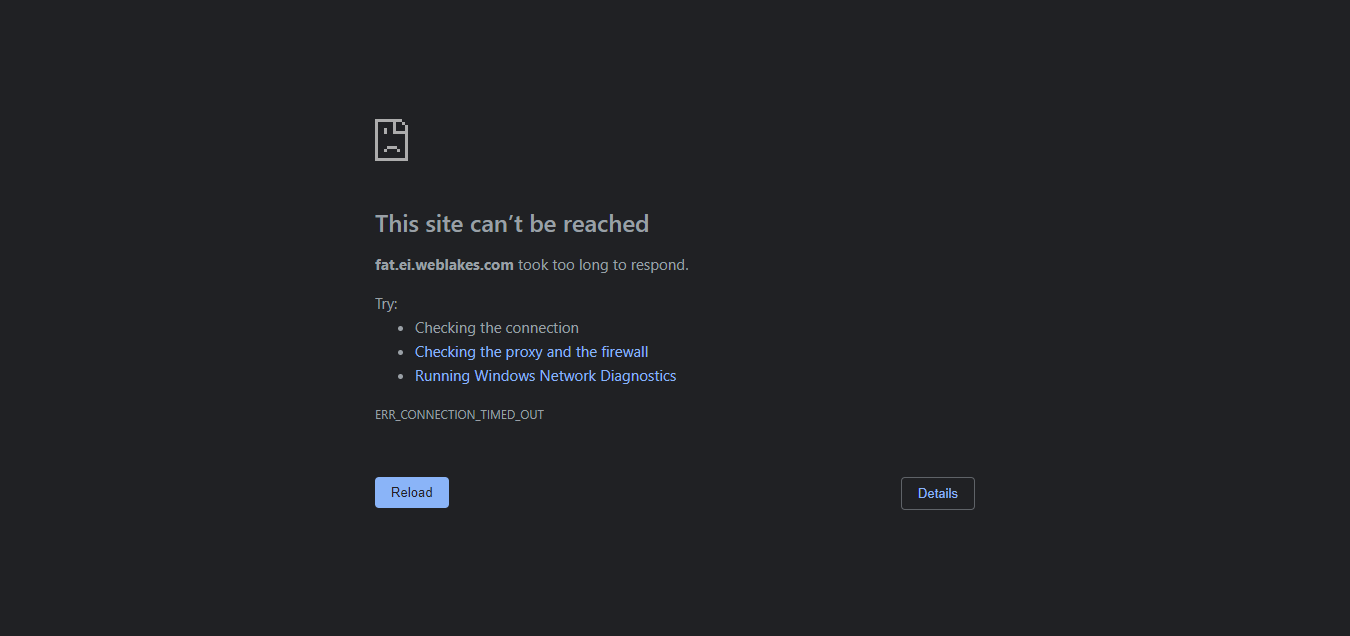 This site can’t be reached
fat.ei.weblakes.com took too long to respond.
Try:
Checking the connection
Checking the proxy and the firewall
Running Windows Network Diagnostics
ERR_CONNECTION_TIMED_OUT
Reload
Details